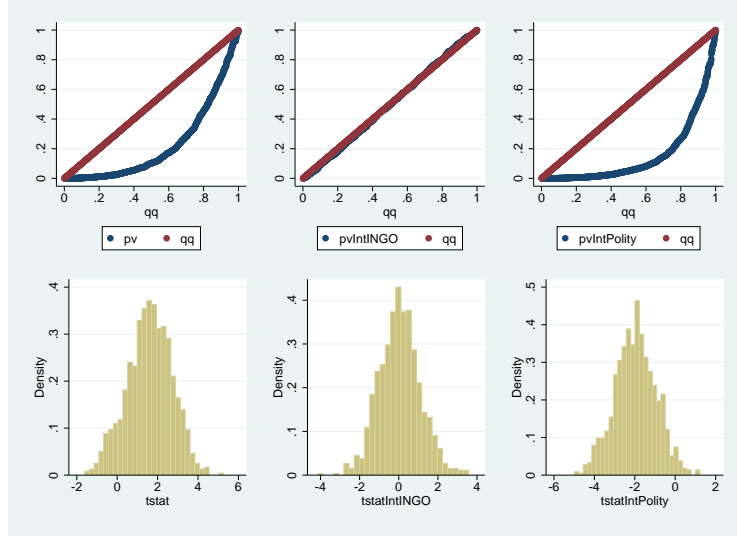 1
.8
.6
.4
.2
0
0 .2 .4 .6 .8 1
qq
pv qq
1
.8
.6
.4
.2
0
0 .2 .4 .6 .8 1
qq
pvIntINGO qq
1
.8
.6
.4
.2
0
0 .2 .4 .6 .8 1
qq
pvIntPolity qq
.4
.3
.2
.1
0
Density
-2 0 2 4 6
tstat
.4
.3
.2
.1
0
Density
-4 -2 0 2 4
tstatIntINGO
.5
.4
.3
.2
.1
0
Density
-6 -4 -2 0 2
tstatIntPolity